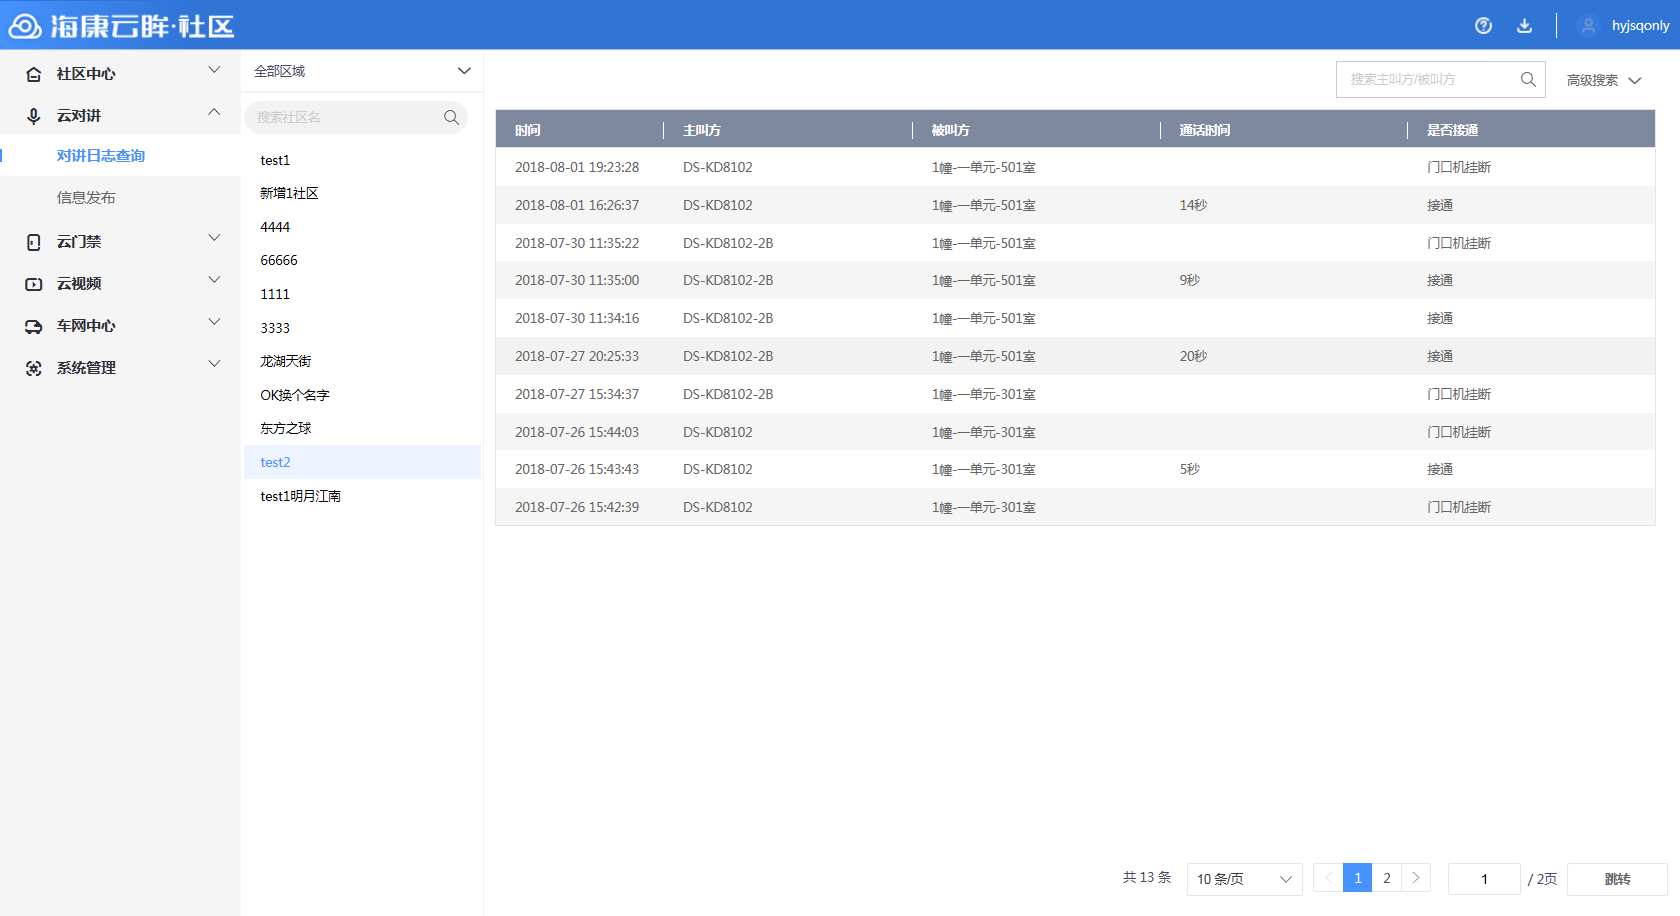 海康云眸·社区
hyjsqonly
社区中心
云对讲
对讲日志查询
信息发布
云门禁
云视频
车网中心
系统管理
全部区域
搜索社区名
test1
新增1社区
4444
66666
1111
3333
龙湖天街
OK换个名字
东方之球
test2
test1明月江南
搜索主叫方/被叫方
高级搜索
时间 主叫方 被叫方 通话时间 是否接通
2018-08-01 19:23:28 DS-KD8102 1幢-一单元-501室 门口机挂断
2018-08-01 16:26:37 DS-KD8102 1幢-一单元-501室 14秒 接通
2018-07-30 11:35:22 DS-KD8102-2B 1幢-一单元-501室 门口机挂断
2018-07-30 11:35:00 DS-KD8102-2B 1幢-一单元-501室 9秒 接通
2018-07-30 11:34:16 DS-KD8102-2B 1幢-一单元-501室 接通
2018-07-27 20:25:33 DS-KD8102-2B 1幢-一单元-501室 20秒 接通
2018-07-27 15:34:37 DS-KD8102-2B 1幢-一单元-301室 门口机挂断
2018-07-26 15:44:03 DS-KD8102 1幢-一单元-301室 门口机挂断
2018-07-26 15:43:43 DS-KD8102 1幢-一单元-301室 5秒 接通
2018-07-26 15:42:39 DS-KD8102 1幢-一单元-301室 门口机挂断
共 13 条 10 条/页 < 1 2 > 1 / 2页 跳转